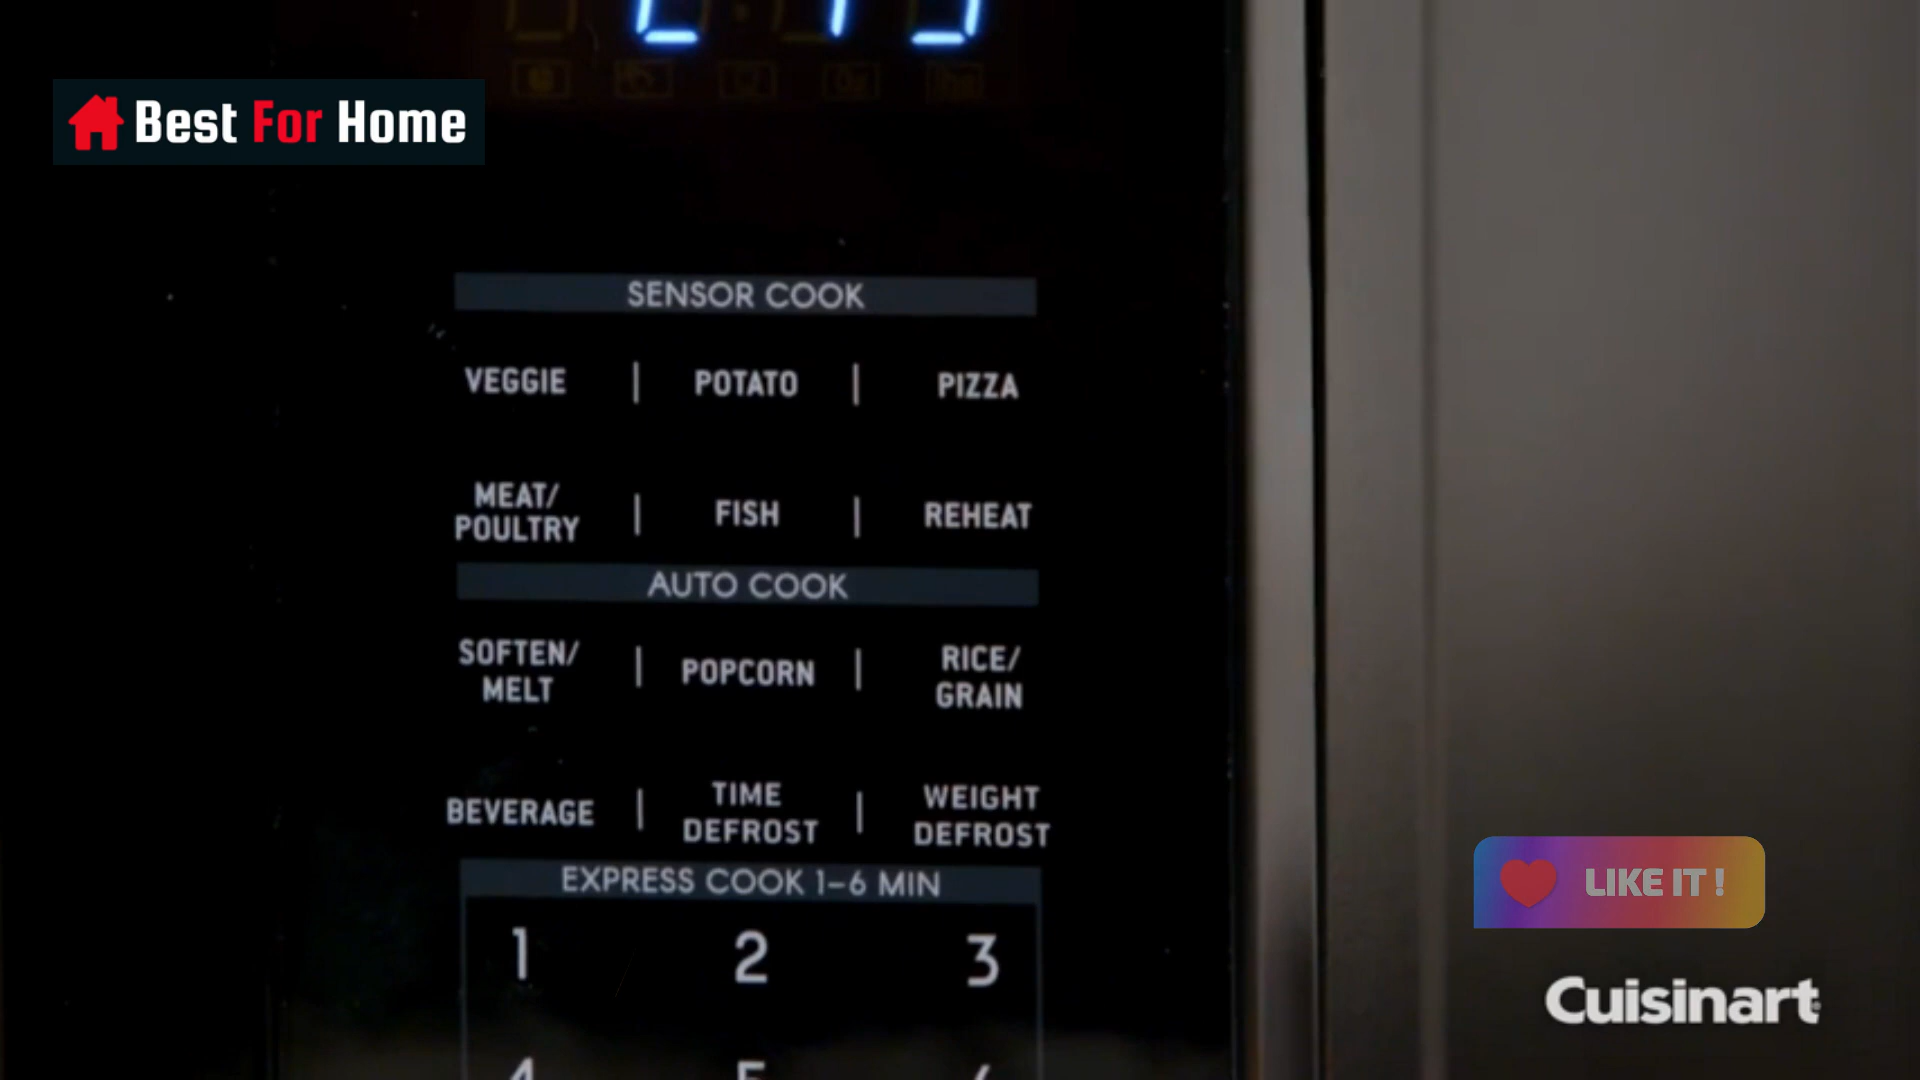 Best For Home
SENSOR COOK
VEGGIE | POTATO | PIZZA
MEAT/
POULTRY | FISH | REHEAT
AUTO COOK
SOFTEN/
MELT | POPCORN | RICE/
GRAIN
BEVERAGE | TIME
DEFROST | WEIGHT
DEFROST
EXPRESS COOK 1–6 MIN
1 2 3
LIKE IT !
Cuisinart